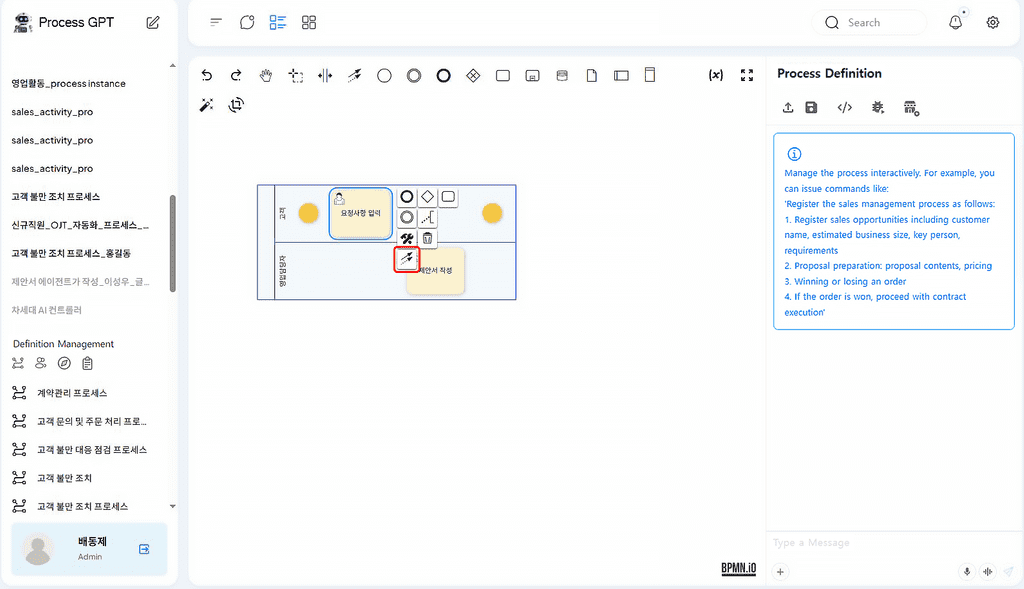 Process GPT
영업활동_process instance
sales_activity_pro
sales_activity_pro
sales_activity_pro
고객 불만 조치 프로세스
신규직원_OJT_자동화_프로세스_...
고객 불만 조치 프로세스_홍길동
제안서 에이전트가 작성_이성우_글...
차세대 AI 컨트롤러
Definition Management
계약관리 프로세스
고객 문의 및 주문 처리 프로...
고객 불만 대응 점검 프로세스
고객 불만 조치
고객 불만 조치 프로세스
배동제
Admin
Search
(x)
고객
요청사항 입력
영업담당자
제안서 작성
BPMN.iO
Process Definition
Manage the process interactively. For example, you
can issue commands like:
'Register the sales management process as follows:
1. Register sales opportunities including customer
name, estimated business size, key person,
requirements
2. Proposal preparation: proposal contents, pricing
3. Winning or losing an order
4. If the order is won, proceed with contract
execution'
Type a Message